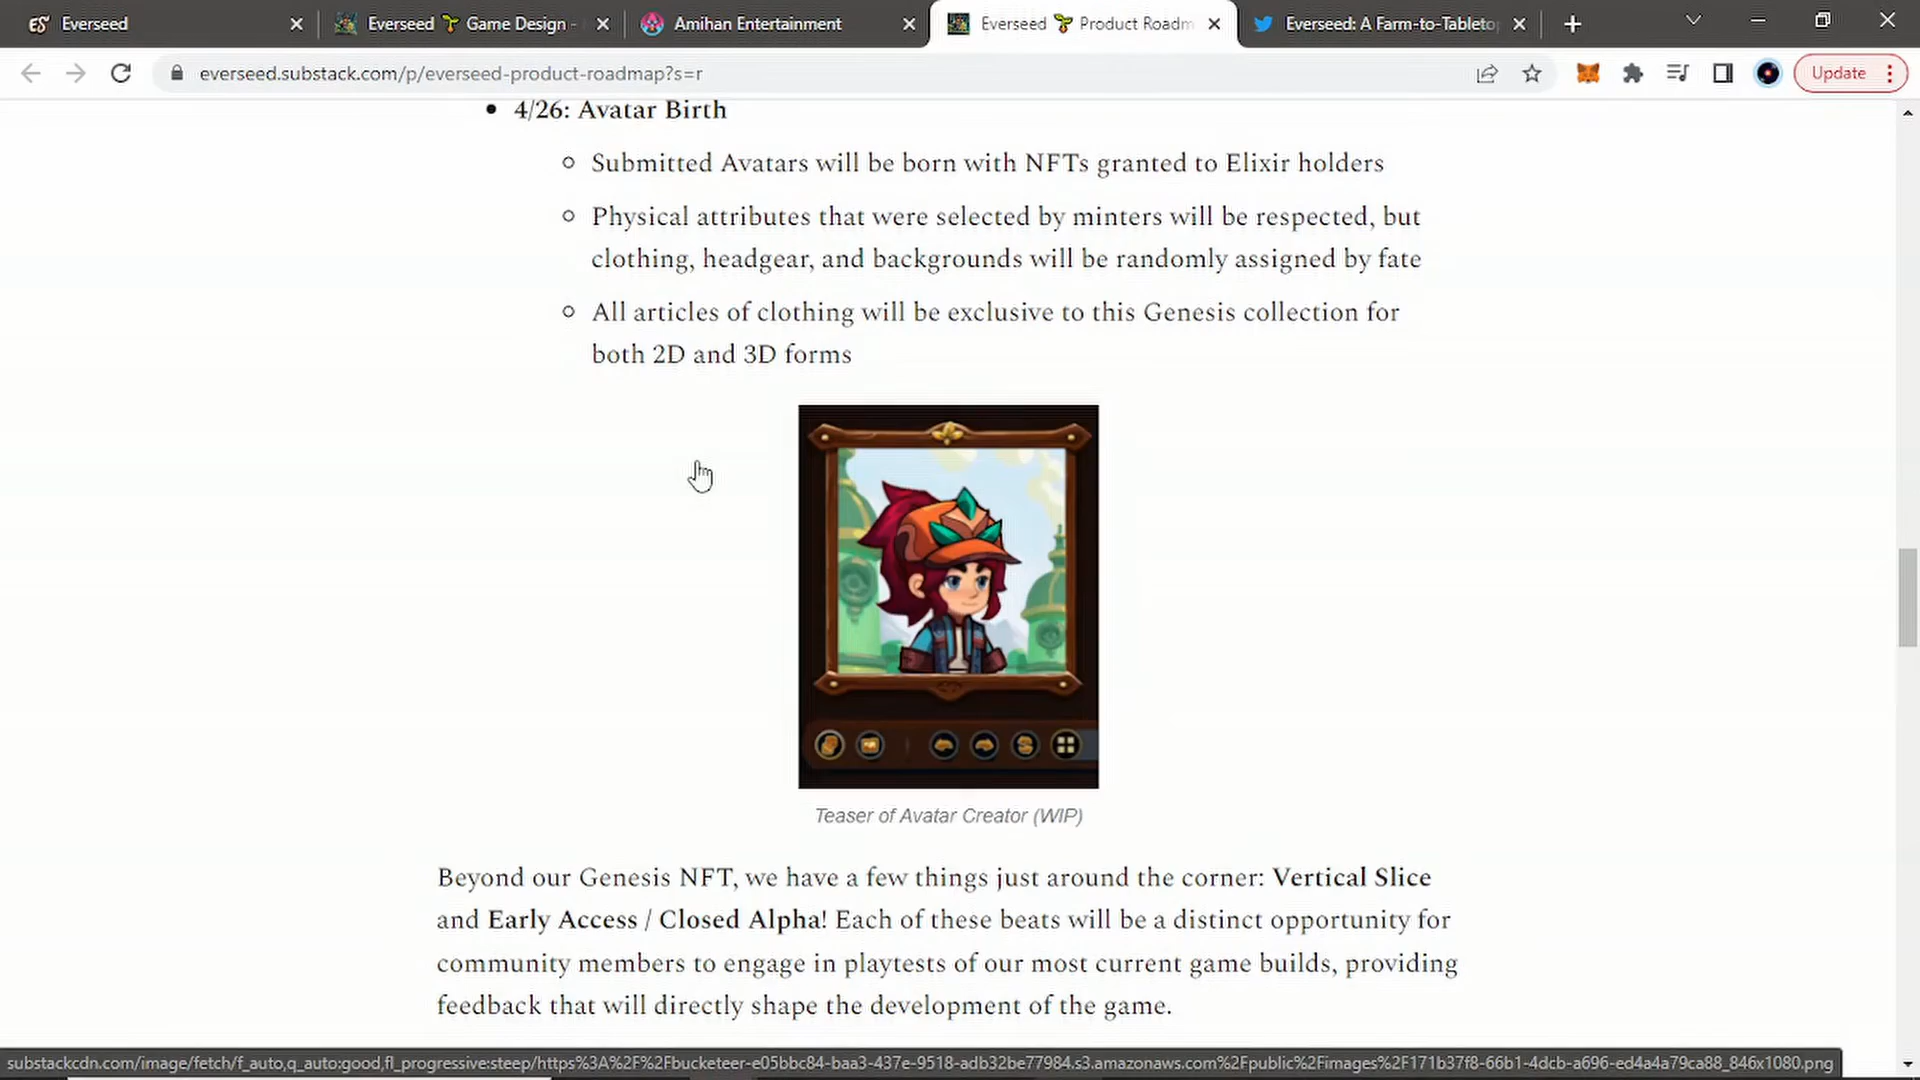 Everseed
Everseed 🌱 Game Design -
Amihan Entertainment
Everseed 🌱 Product Roadm
Everseed: A Farm-to-Tableto
everseed.substack.com/p/everseed-product-roadmap?s=r
Update
4/26: Avatar Birth
Submitted Avatars will be born with NFTs granted to Elixir holders
Physical attributes that were selected by minters will be respected, but
clothing, headgear, and backgrounds will be randomly assigned by fate
All articles of clothing will be exclusive to this Genesis collection for
both 2D and 3D forms
Teaser of Avatar Creator (WIP)
Beyond our Genesis NFT, we have a few things just around the corner: Vertical Slice
and Early Access / Closed Alpha! Each of these beats will be a distinct opportunity for
community members to engage in playtests of our most current game builds, providing
feedback that will directly shape the development of the game.
substackcdn.com/image/fetch/f_auto,q_auto:good,fl_progressive:steep/https%3A%2F%2Fbucketeer-e05bbc84-baa3-437e-9518-adb32be77984.s3.amazonaws.com%2Fpublic%2Fimages%2F171b37f8-66b1-4dcb-a696-ed4a4a79ca88_846x1080.png